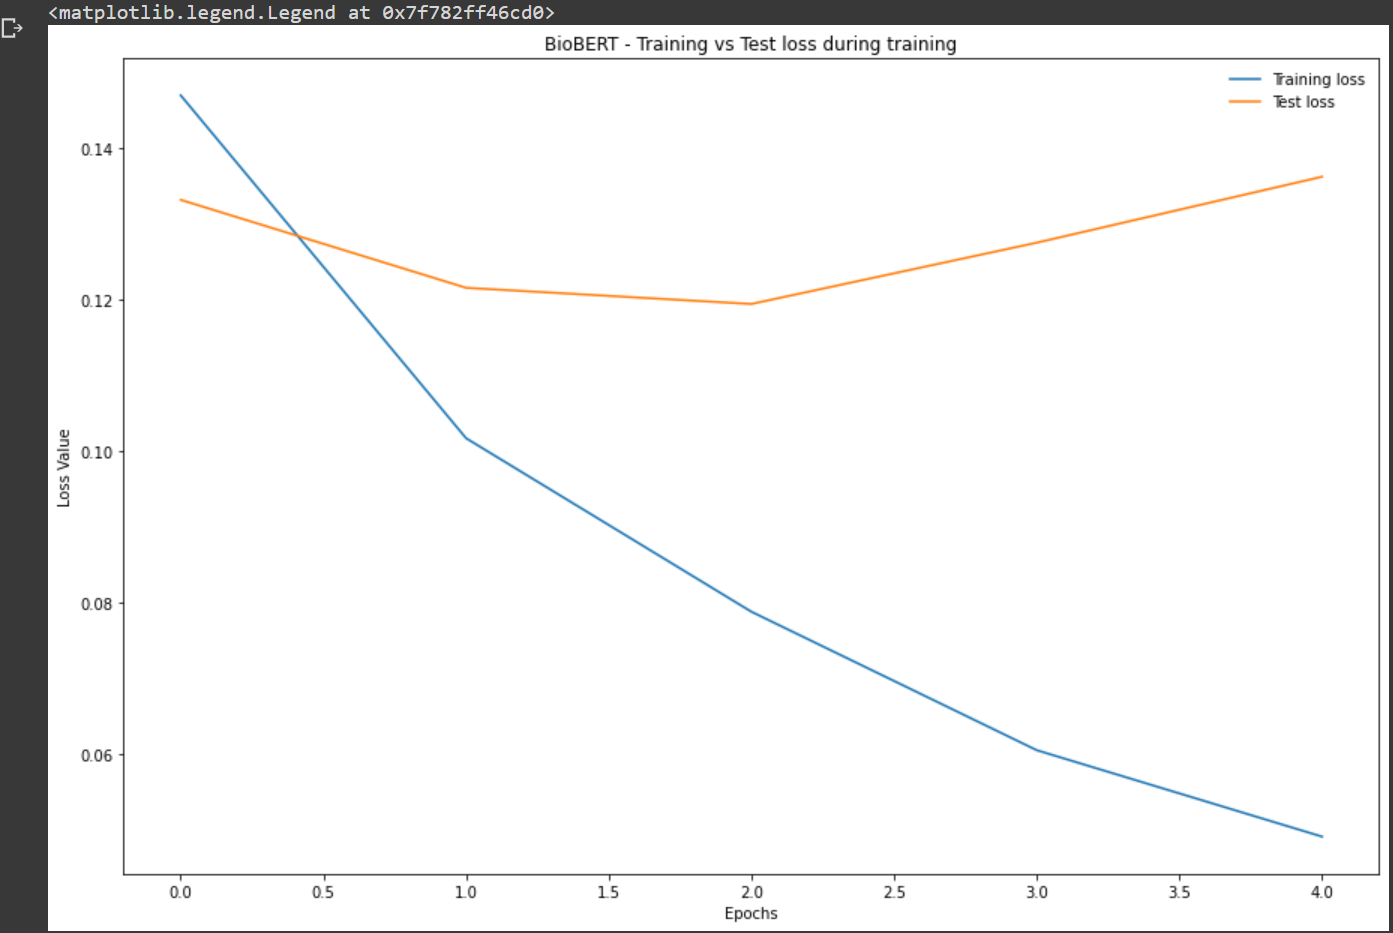 <matplotlib.legend.Legend at 0x7f782ff46cd0>
BioBERT - Training vs Test loss during training
Training loss
Test loss
0.14
0.12
0.10
0.08
0.06
Loss Value
0.0 0.5 1.0 1.5 2.0 2.5 3.0 3.5 4.0
Epochs